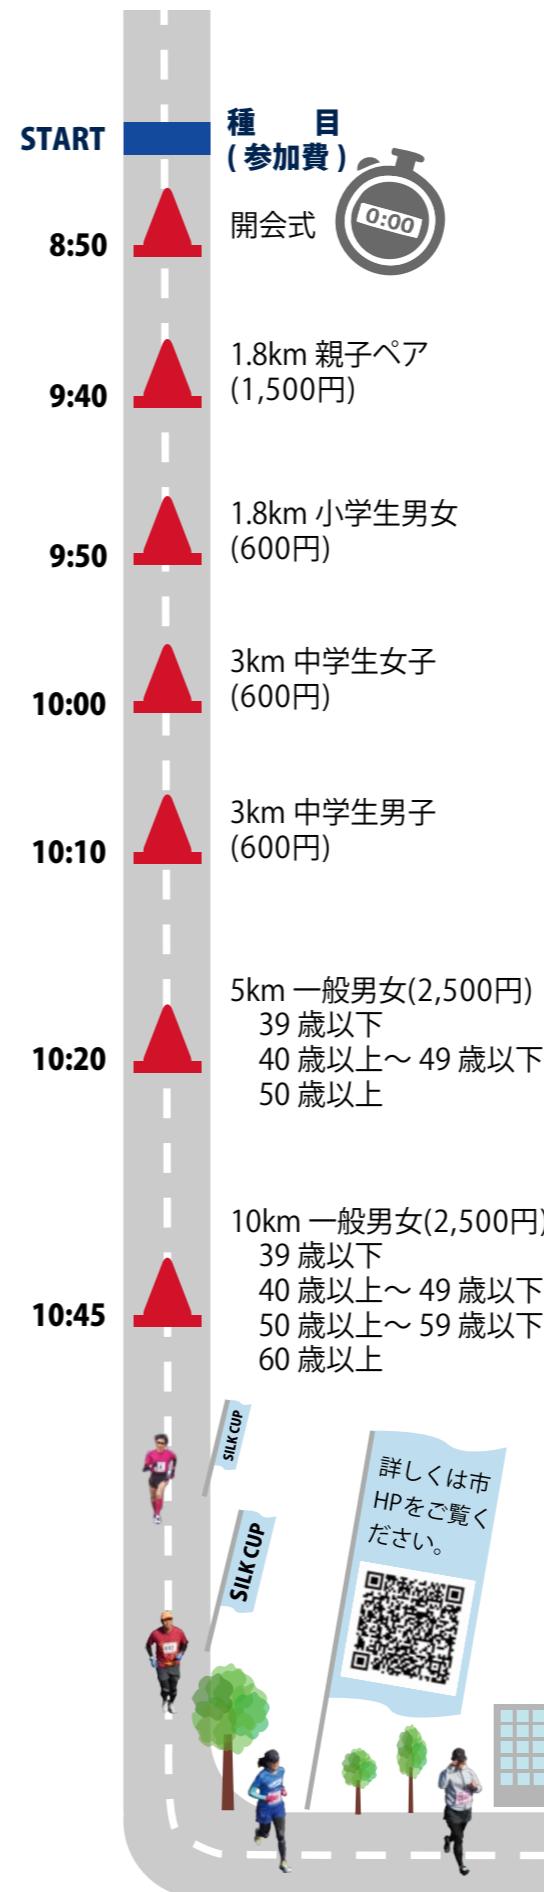 START
種　目
(参加費)
8:50
開会式
0:00
9:40
1.8km 親子ペア
(1,500円)
9:50
1.8km 小学生男女
(600円)
10:00
3km 中学生女子
(600円)
10:10
3km 中学生男子
(600円)
10:20
5km 一般男女(2,500円)
39 歳以下
40 歳以上～ 49 歳以下
50 歳以上
10:45
10km 一般男女(2,500円)
39 歳以下
40 歳以上～ 49 歳以下
50 歳以上～ 59 歳以下
60 歳以上
SILK CUP
SILK CUP
詳しくは市
HPをご覧く
ださい。